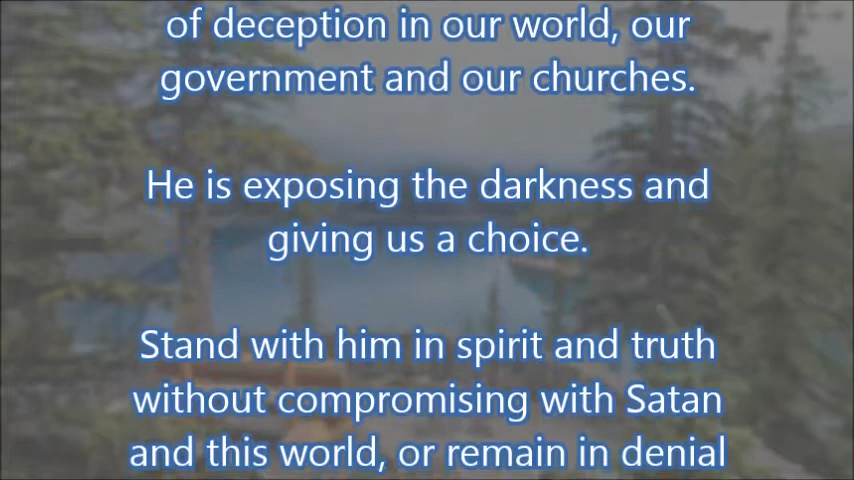 of deception in our world, our
government and our churches.
He is exposing the darkness and
giving us a choice.
Stand with him in spirit and truth
without compromising with Satan
and this world, or remain in denial